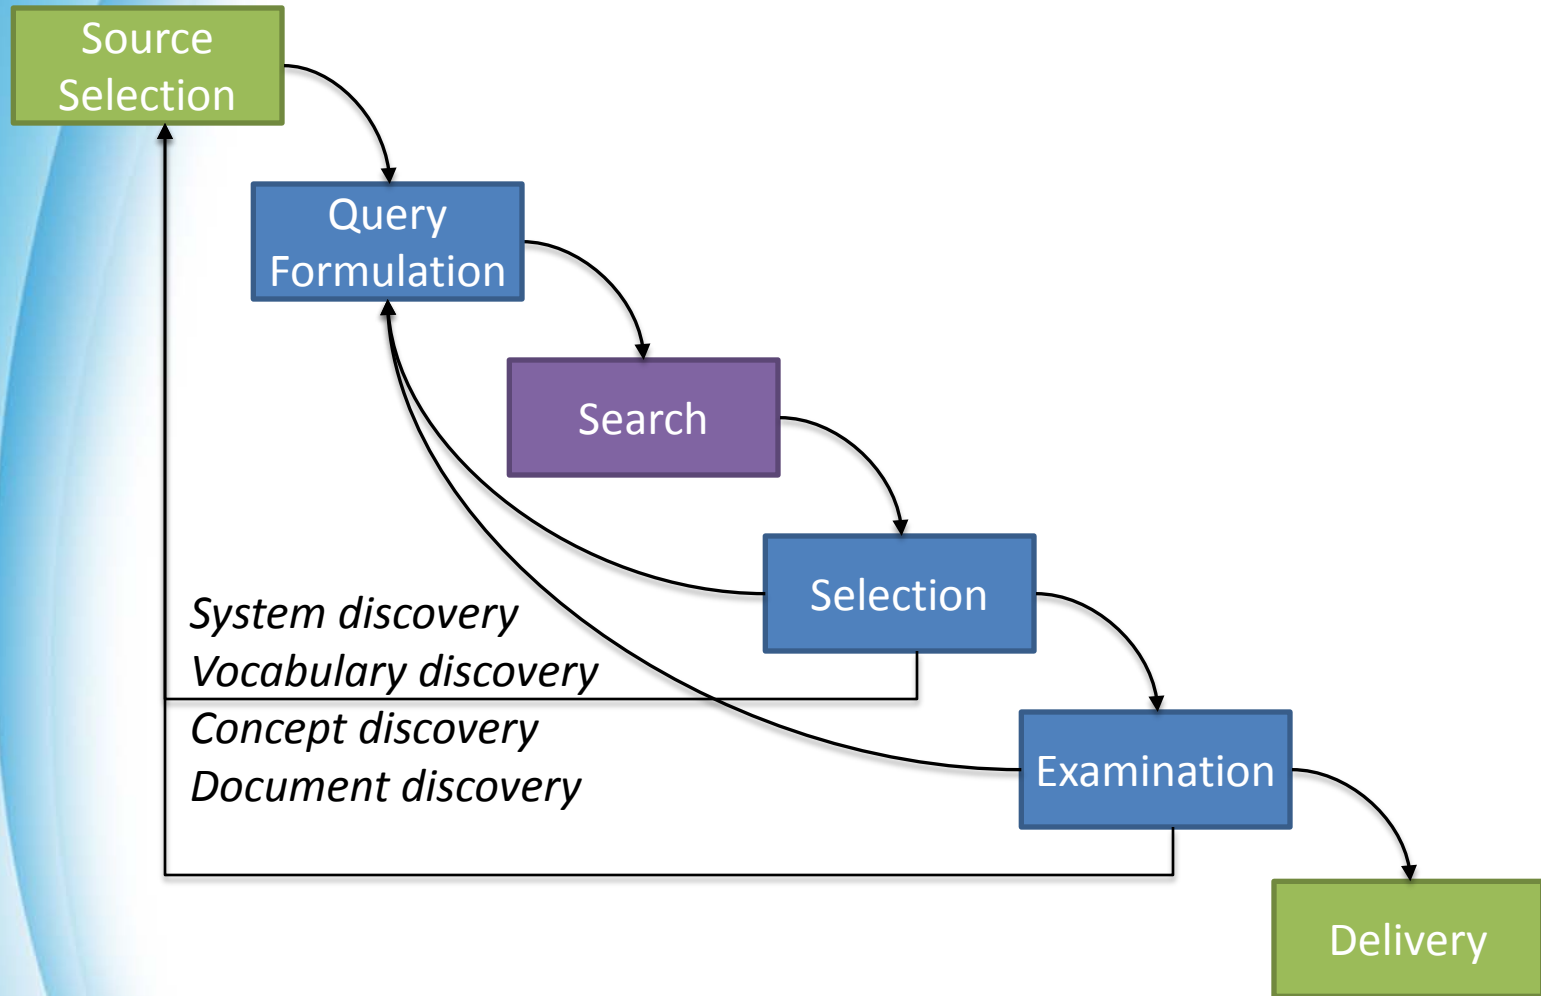 Source
Selection
Query
Formulation
Search
Selection
System discovery
Vocabulary discovery
Concept discovery
Document discovery
Examination
Delivery